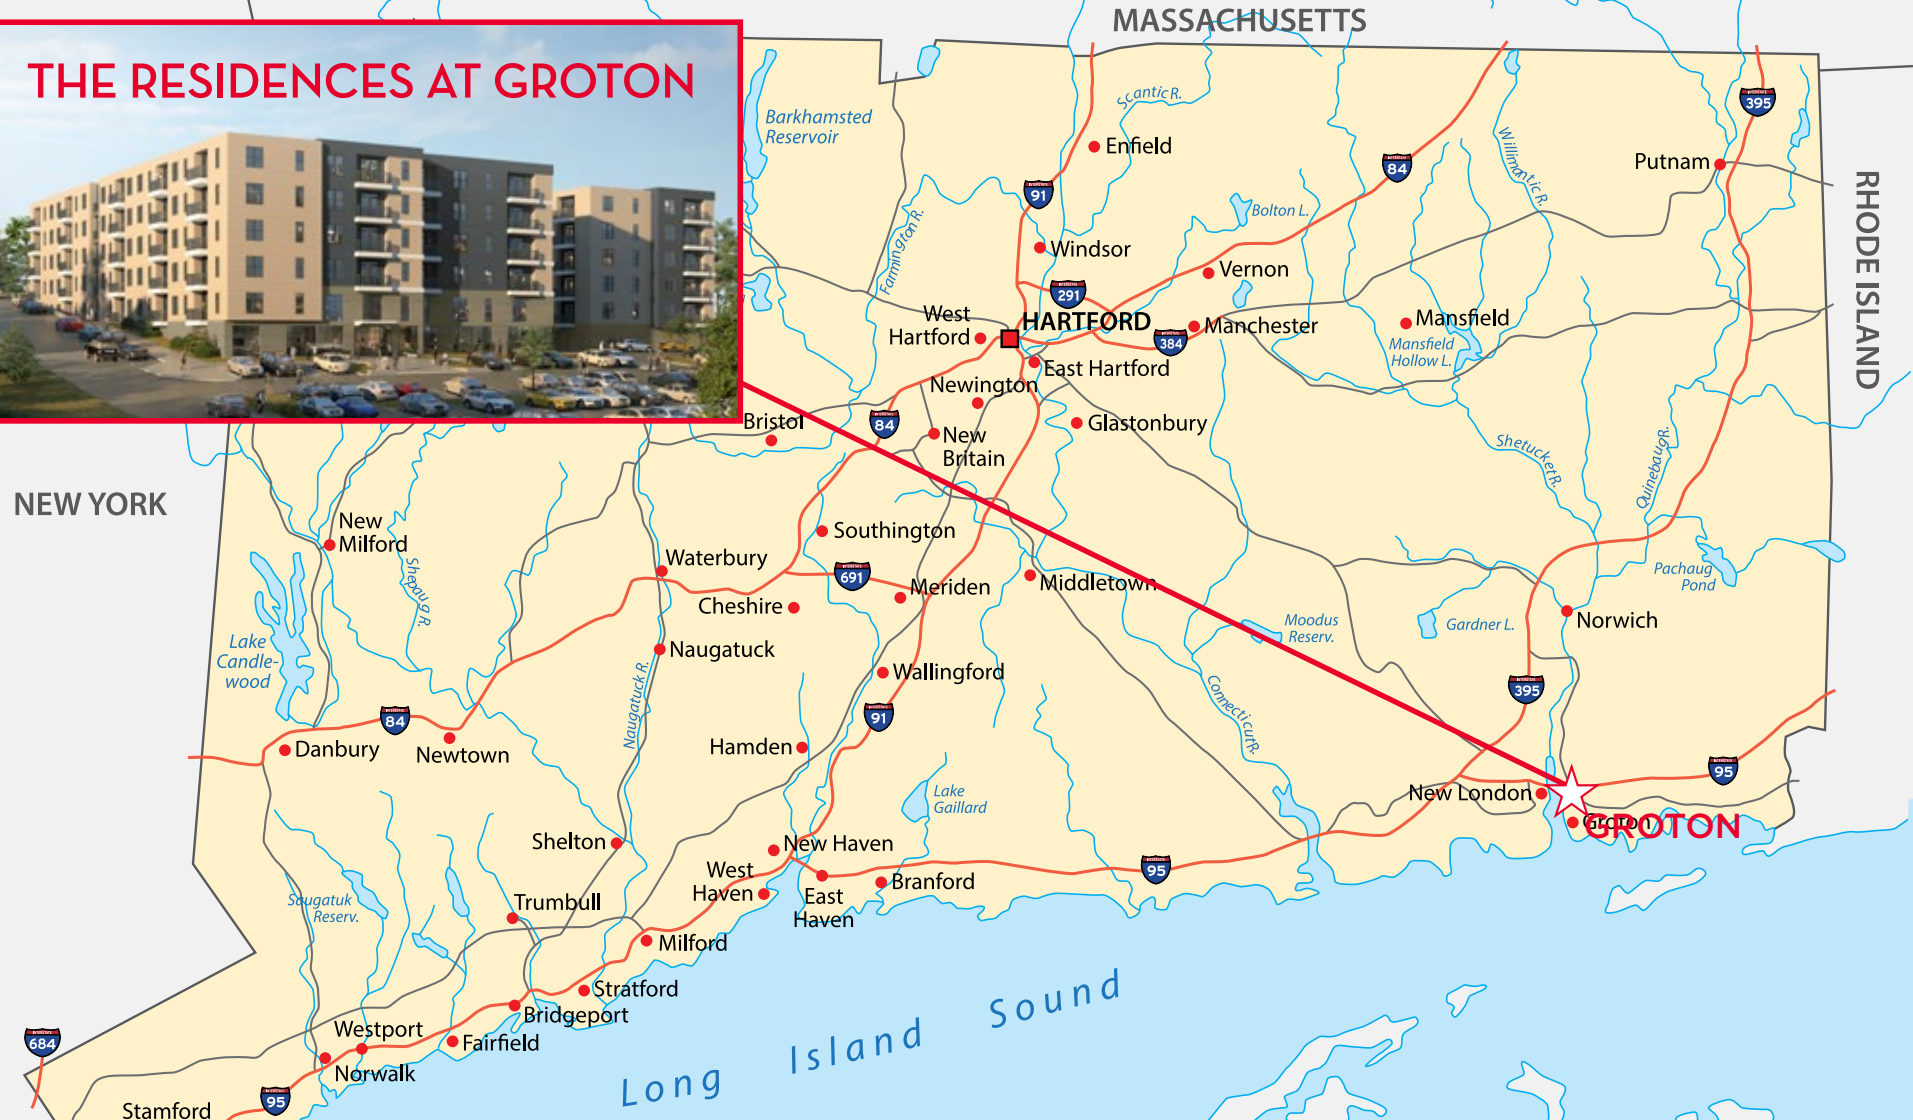 MASSACHUSETTS
THE RESIDENCES AT GROTON
395
Scantic R.
Barkhamsted
Reservoir
Enfield
Willimantic R.
Putnam
84
91
RHODE ISLAND
Bolton L.
Farmington R.
Windsor
Vernon
291
West
Hartford
HARTFORD
Manchester
Mansfield
384
Mansfield
Hollow L.
East Hartford
Newington
Bristol
84
Glastonbury
New
Britain
Shetucket R.
Quinebaug R.
NEW YORK
New
Milford
Southington
Waterbury
Shepaug R.
691
Meriden
Middletown
Pachaug
Pond
Cheshire
Moodus
Reserv.
Gardner L.
Norwich
Lake
Candle-
wood
Naugatuck
Wallingford
Naugatuck R.
395
Connecticut R.
84
91
Danbury
Newtown
Hamden
95
Lake
Gaillard
New London
Groton
GROTON
Shelton
New Haven
West
Haven
95
Branford
East
Haven
Saugatuk
Reserv.
Trumbull
Milford
Stratford
Bridgeport
Long Island Sound
684
Westport
Fairfield
Norwalk
95
Stamford